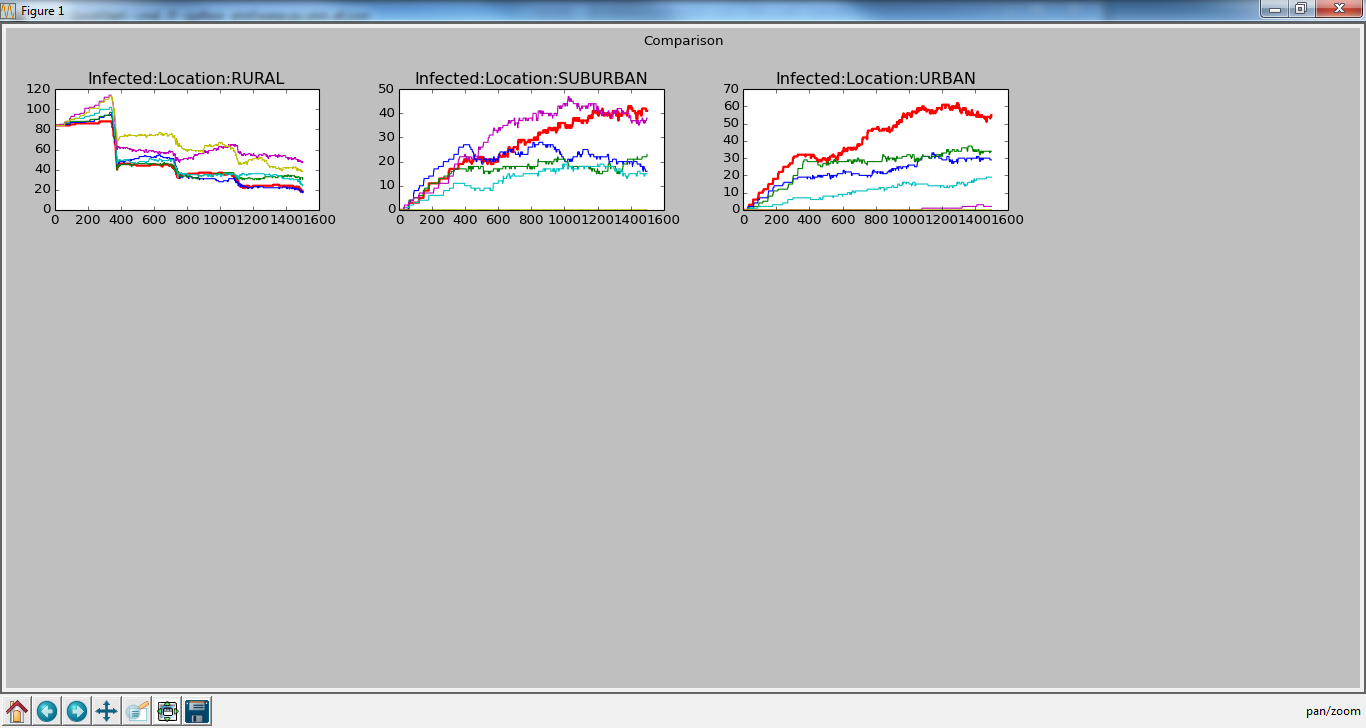 Figure 1
Comparison
Infected:Location:RURAL
Infected:Location:SUBURBAN
Infected:Location:URBAN
120
100
80
60
40
20
0
0 200 400 600 800 1000 1200 1400 1600
50
40
30
20
10
0
0 200 400 600 800 1000 1200 1400 1600
70
60
50
40
30
20
10
0
0 200 400 600 800 1000 1200 1400 1600
pan/zoom